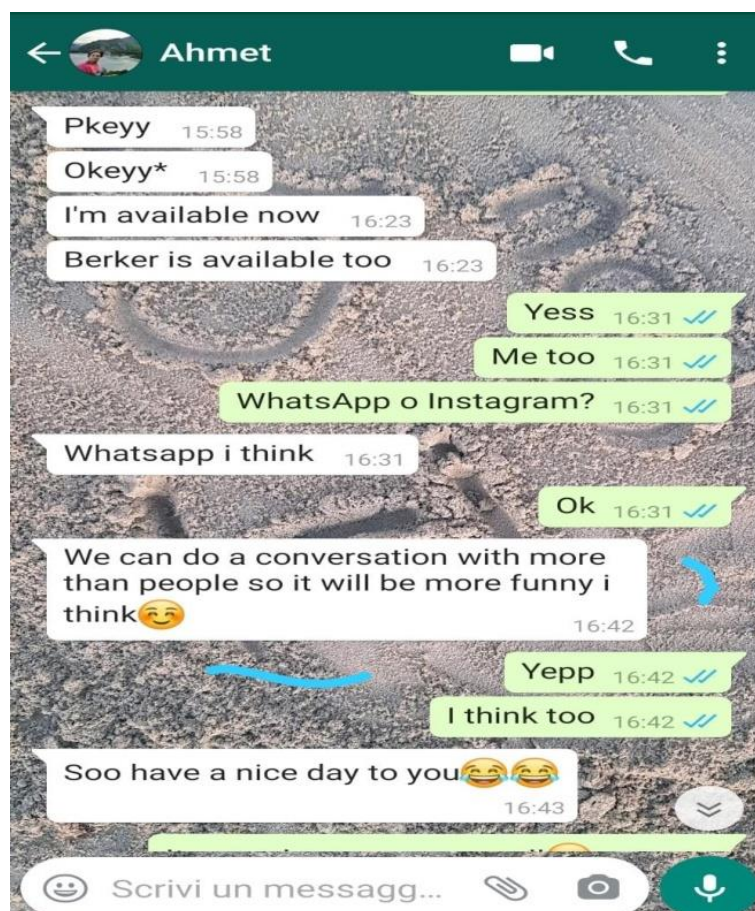 Ahmet
Pkeyy 15:58
Okeyy* 15:58
I'm available now 16:23
Berker is available too 16:23
Yess 16:31
Me too 16:31
WhatsApp o Instagram? 16:31
Whatsapp i think 16:31
Ok 16:31
We can do a conversation with more
than people so it will be more funny i
think☺️
16:42
Yepp 16:42
I think too 16:42
Soo have a nice day to you😂😂
16:43
Scrivi un messagg...